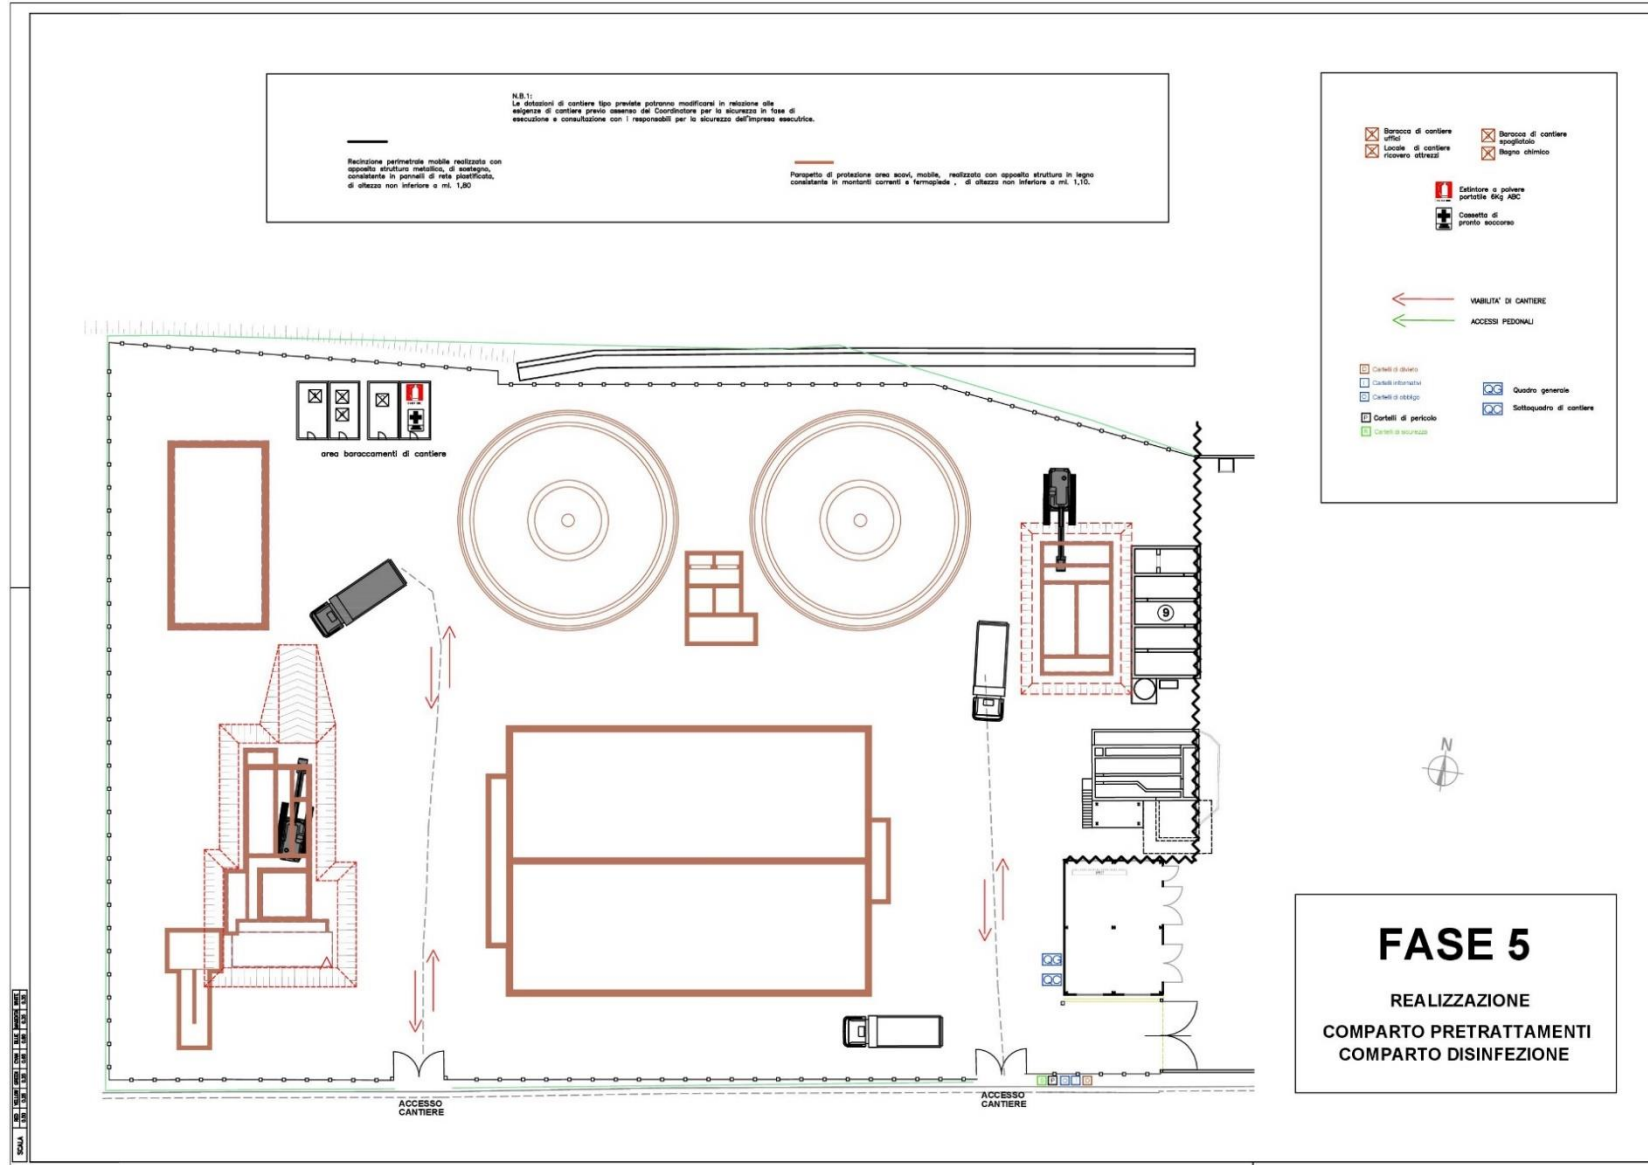 N.B.1:
Le dotazioni di cantiere tipo previste potranno modificarsi in relazione alle
esigenze di cantiere previo assenso del Coordinatore per la sicurezza in fase di
esecuzione e consultazione con i responsabili per la sicurezza dell'impresa esecutrice.
Recinzione perimetrale mobile realizzata con
apposita struttura metallica, di sostegno,
consistente in pannelli di rete plastificata,
di altezza non inferiore a ml. 1,80
Parapetto di protezione area scavi, mobile, realizzato con apposita struttura in legno
consistente in montanti correnti e fermapiede , di altezza non inferiore a ml. 1,10.
Baracca di cantiere
uffici
Locale di cantiere
ricovero attrezzi
Baracca di cantiere
spogliatoio
Bagno chimico
Estintore a polvere
portatile 6Kg ABC
Cassetta di
pronto soccorso
VIABILITA' DI CANTIERE
ACCESSI PEDONALI
Cartelli di divieto
Cartelli informativi
Cartelli di obbligo
Cartelli di pericolo
Cartelli di sicurezza
QG Quadro generale
QC Sottoquadro di cantiere
area baraccamenti di cantiere
9
N
QG
QC
ACCESSO
CANTIERE
ACCESSO
CANTIERE
FASE 5
REALIZZAZIONE
COMPARTO PRETRATTAMENTI
COMPARTO DISINFEZIONE
SCALA